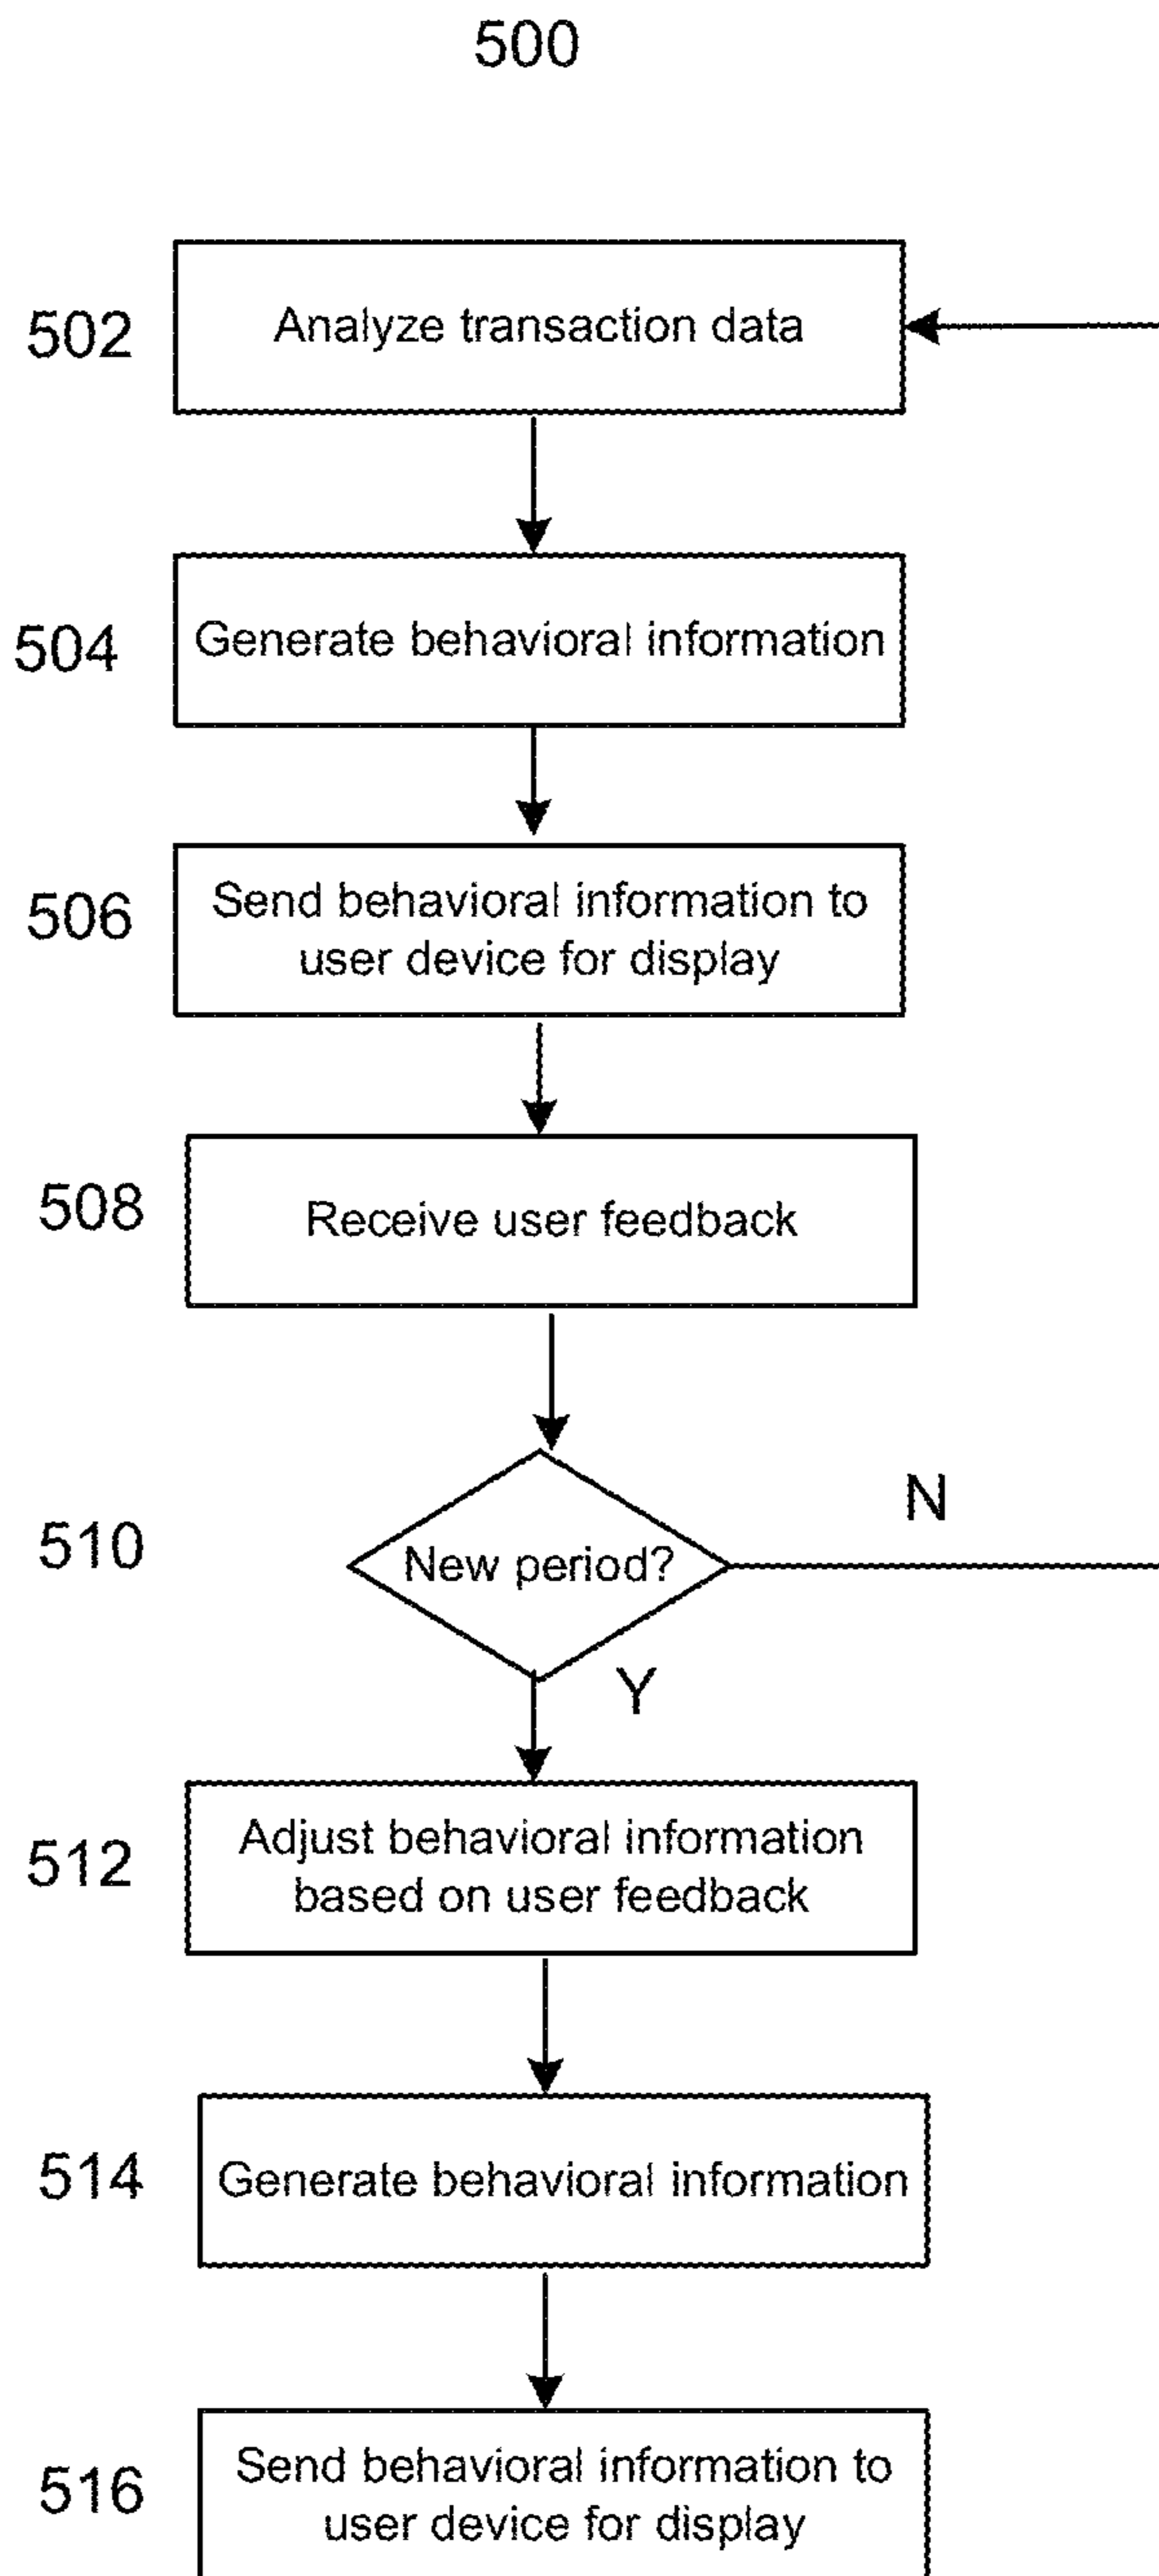 500
502
Analyze transaction data
504
Generate behavioral information
506
Send behavioral information to
user device for display
508
Receive user feedback
510
New period?
N
Y
512
Adjust behavioral information
based on user feedback
514
Generate behavioral information
516
Send behavioral information to
user device for display